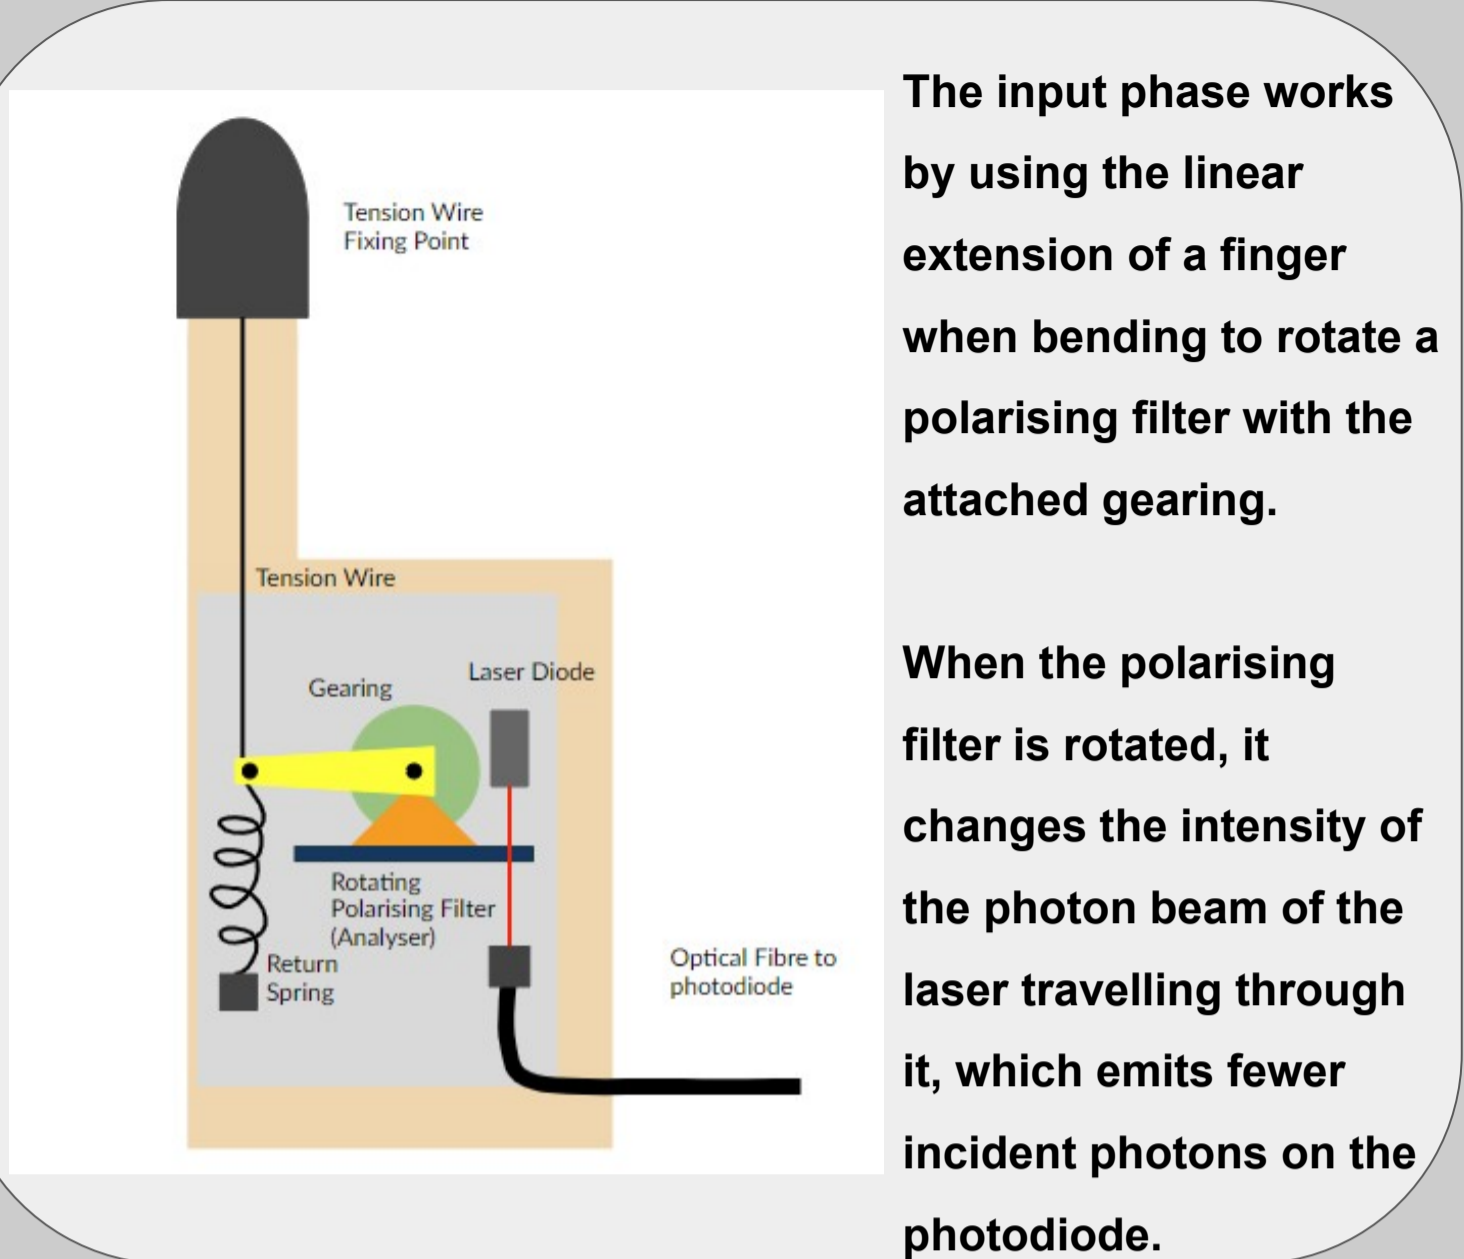 Tension Wire
Fixing Point
Tension Wire
Gearing
Laser Diode
Rotating
Polarising Filter
(Analyser)
Return
Spring
Optical Fibre to
photodiode
The input phase works
by using the linear
extension of a finger
when bending to rotate a
polarising filter with the
attached gearing.
When the polarising
filter is rotated, it
changes the intensity of
the photon beam of the
laser travelling through
it, which emits fewer
incident photons on the
photodiode.